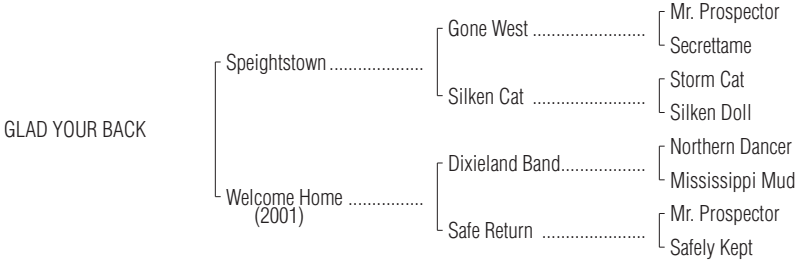 Mr. Prospector
Gone West ........................
Secrettame
Speightstown ....................
Storm Cat
Silken Cat ........................
Silken Doll
GLAD YOUR BACK
Northern Dancer
Dixieland Band..................
Mississippi Mud
Welcome Home ................
(2001)
Mr. Prospector
Safe Return ......................
Safely Kept